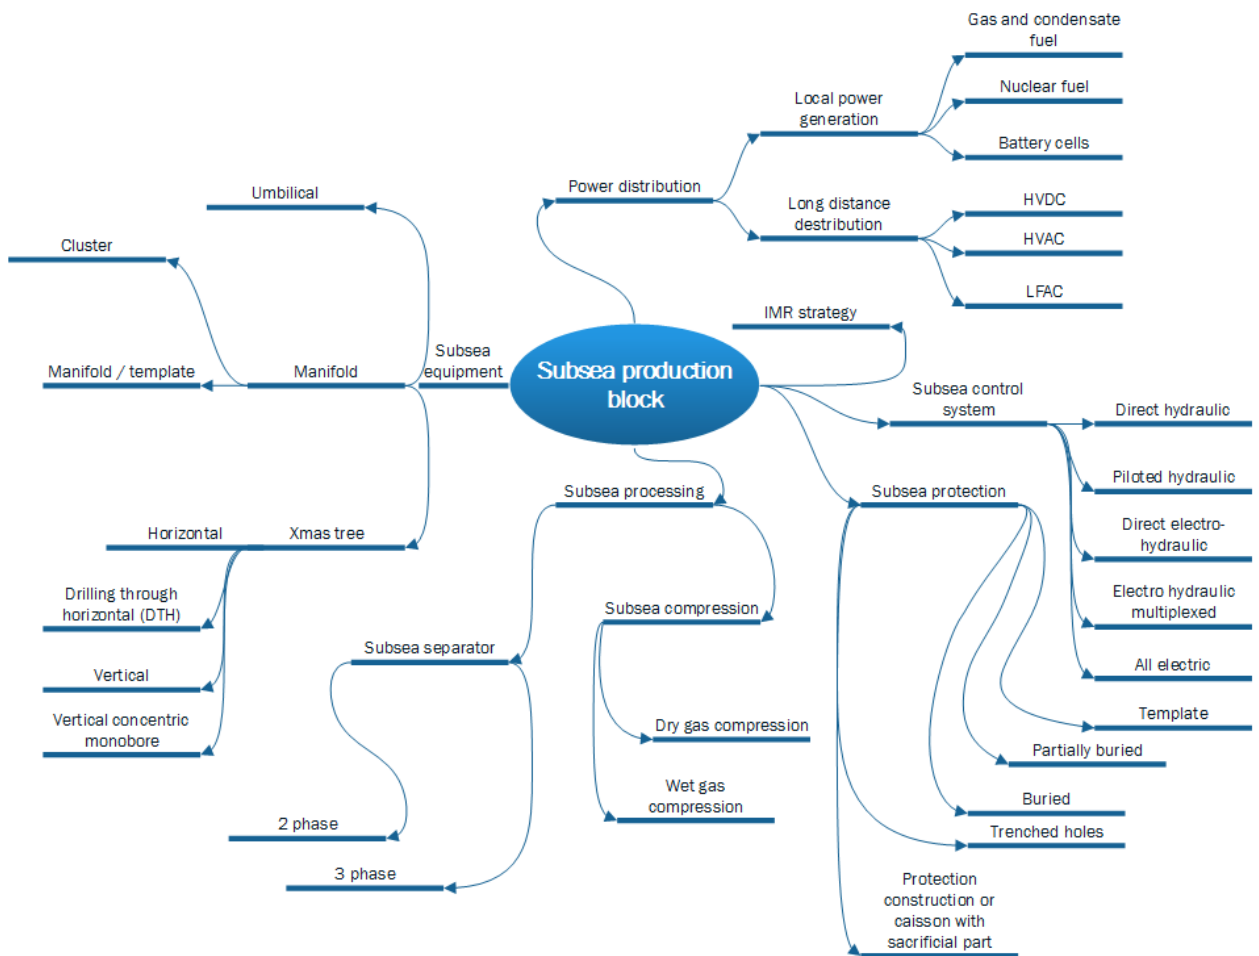 Gas and condensate
fuel
Nuclear fuel
Local power
generation
Battery cells
Power distribution
Umbilical
Long distance
destribution
HVDC
HVAC
LFAC
Cluster
IMR strategy
Subsea
equipment
Manifold
Manifold / template
Subsea production
block
Subsea control
system
Direct hydraulic
Piloted hydraulic
Direct electro-
hydraulic
Electro hydraulic
multiplexed
All electric
Subsea processing
Subsea protection
Template
Partially buried
Buried
Trenched holes
Protection
construction or
caisson with
sacrificial part
Horizontal
Xmas tree
Drilling through
horizontal (DTH)
Vertical
Vertical concentric
monobore
Subsea compression
Subsea separator
Dry gas compression
Wet gas
compression
2 phase
3 phase